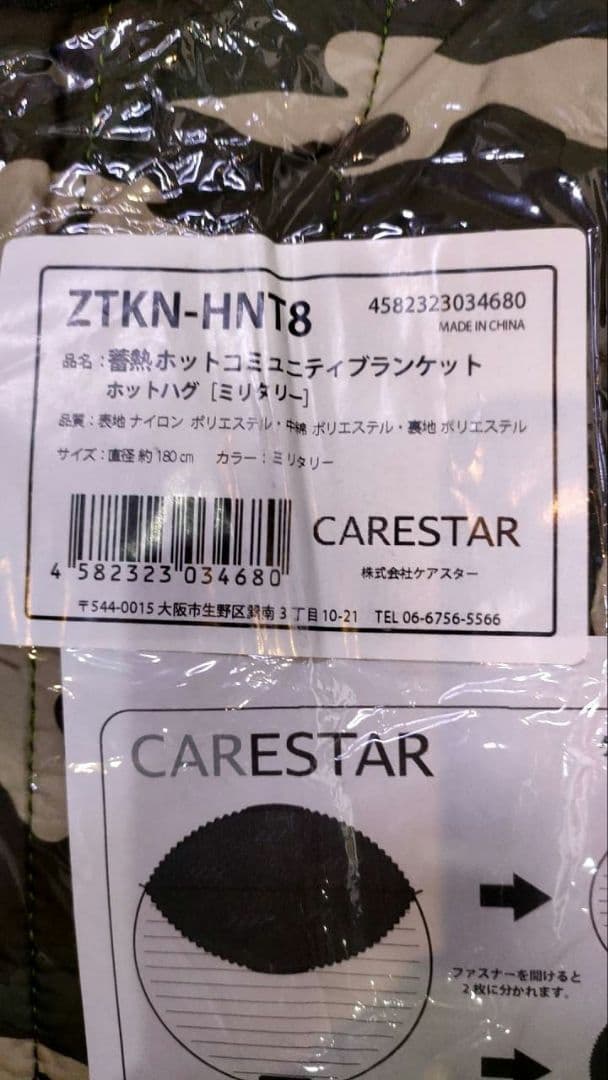 ZTKN-HNT8
4582323034680
MADE IN CHINA
品名：蓄熱ホットコミュニティブランケット
ホットハグ [ミリタリー]
品質：表地 ナイロン ポリエステル・中綿 ポリエステル・裏地 ポリエステル
サイズ：直径 約 180 cm カラー：ミリタリー
4 582323 034680
CARESTAR
株式会社ケアスター
〒544-0015 大阪市生野区巽南 3 丁目 10-21 TEL 06-6756-5566
CARESTAR
ファスナーを開けると
2枚に分かれます。